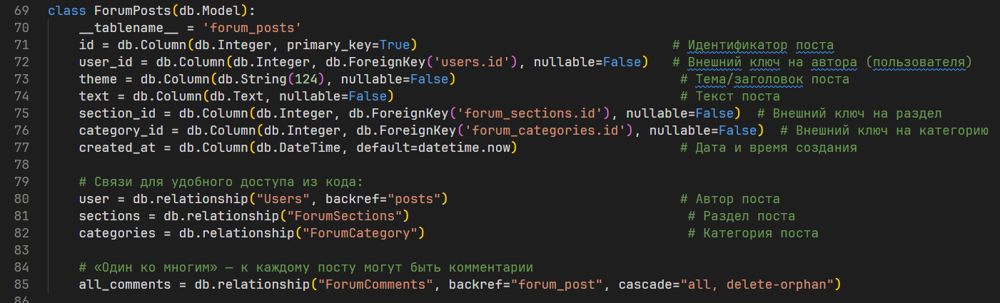 69 class ForumPosts(db.Model):
70     __tablename__ = 'forum_posts'
71     id = db.Column(db.Integer, primary_key=True)                                 # Идентификатор поста
72     user_id = db.Column(db.Integer, db.ForeignKey('users.id'), nullable=False)   # Внешний ключ на автора (пользователя)
73     theme = db.Column(db.String(124), nullable=False)                             # Тема/заголовок поста
74     text = db.Column(db.Text, nullable=False)                                     # Текст поста
75     section_id = db.Column(db.Integer, db.ForeignKey('forum_sections.id'), nullable=False)  # Внешний ключ на раздел
76     category_id = db.Column(db.Integer, db.ForeignKey('forum_categories.id'), nullable=False)  # Внешний ключ на категорию
77     created_at = db.Column(db.DateTime, default=datetime.now)                     # Дата и время создания
78
79     # Связи для удобного доступа из кода:
80     user = db.relationship("Users", backref="posts")                              # Автор поста
81     sections = db.relationship("ForumSections")                                    # Раздел поста
82     categories = db.relationship("ForumCategory")                                  # Категория поста
83
84     # «Один ко многим» — к каждому посту могут быть комментарии
85     all_comments = db.relationship("ForumComments", backref="forum_post", cascade="all, delete-orphan")
86